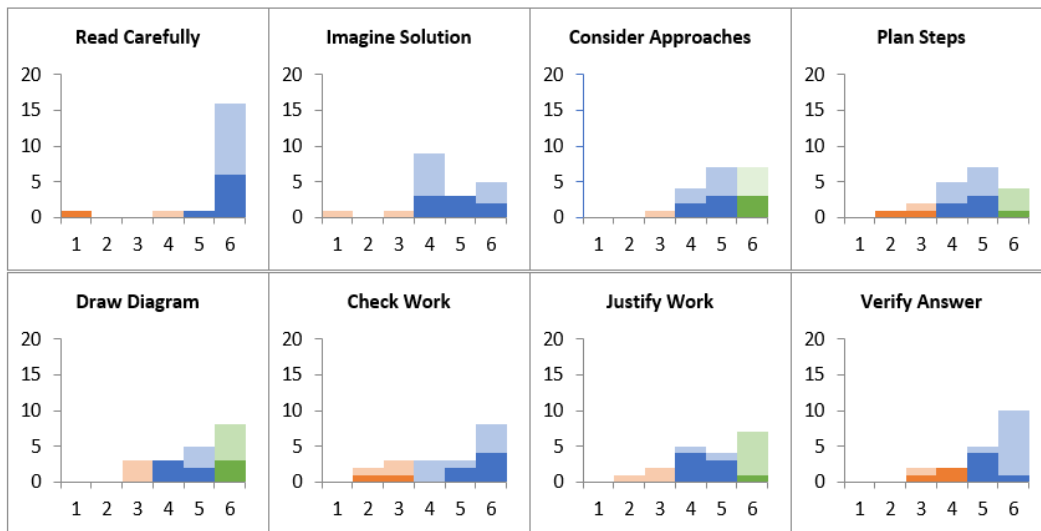 Read Carefully
20
15
10
5
0
1 2 3 4 5 6
Imagine Solution
20
15
10
5
0
1 2 3 4 5 6
Consider Approaches
20
15
10
5
0
1 2 3 4 5 6
Plan Steps
20
15
10
5
0
1 2 3 4 5 6
Draw Diagram
20
15
10
5
0
1 2 3 4 5 6
Check Work
20
15
10
5
0
1 2 3 4 5 6
Justify Work
20
15
10
5
0
1 2 3 4 5 6
Verify Answer
20
15
10
5
0
1 2 3 4 5 6